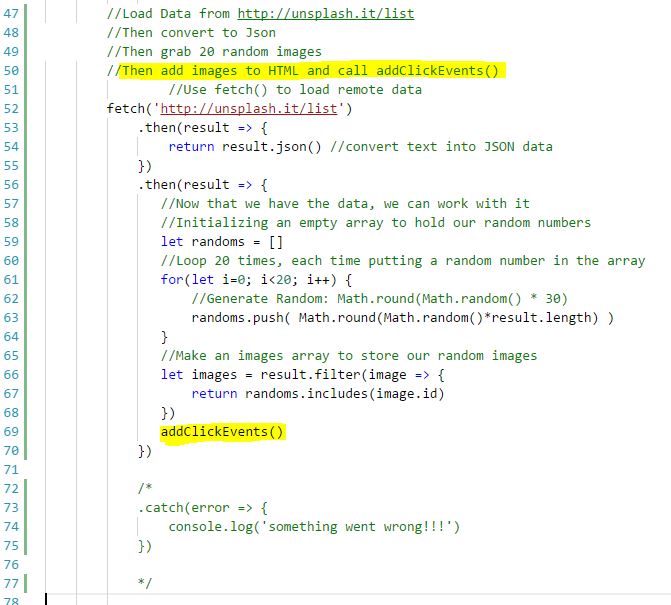 47 //Load Data from http://unsplash.it/list
48 //Then convert to Json
49 //Then grab 20 random images
50 //Then add images to HTML and call addClickEvents()
51 //Use fetch() to load remote data
52 fetch('http://unsplash.it/list')
53 .then(result => {
54 return result.json() //convert text into JSON data
55 })
56 .then(result => {
57 //Now that we have the data, we can work with it
58 //Initializing an empty array to hold our random numbers
59 let randoms = []
60 //Loop 20 times, each time putting a random number in the array
61 for(let i=0; i<20; i++) {
62 //Generate Random: Math.round(Math.random() * 30)
63 randoms.push( Math.round(Math.random()*result.length) )
64 }
65 //Make an images array to store our random images
66 let images = result.filter(image => {
67 return randoms.includes(image.id)
68 })
69 addClickEvents()
70 })
71
72 /*
73 .catch(error => {
74 console.log('something went wrong!!!')
75 })
76
77 */
78